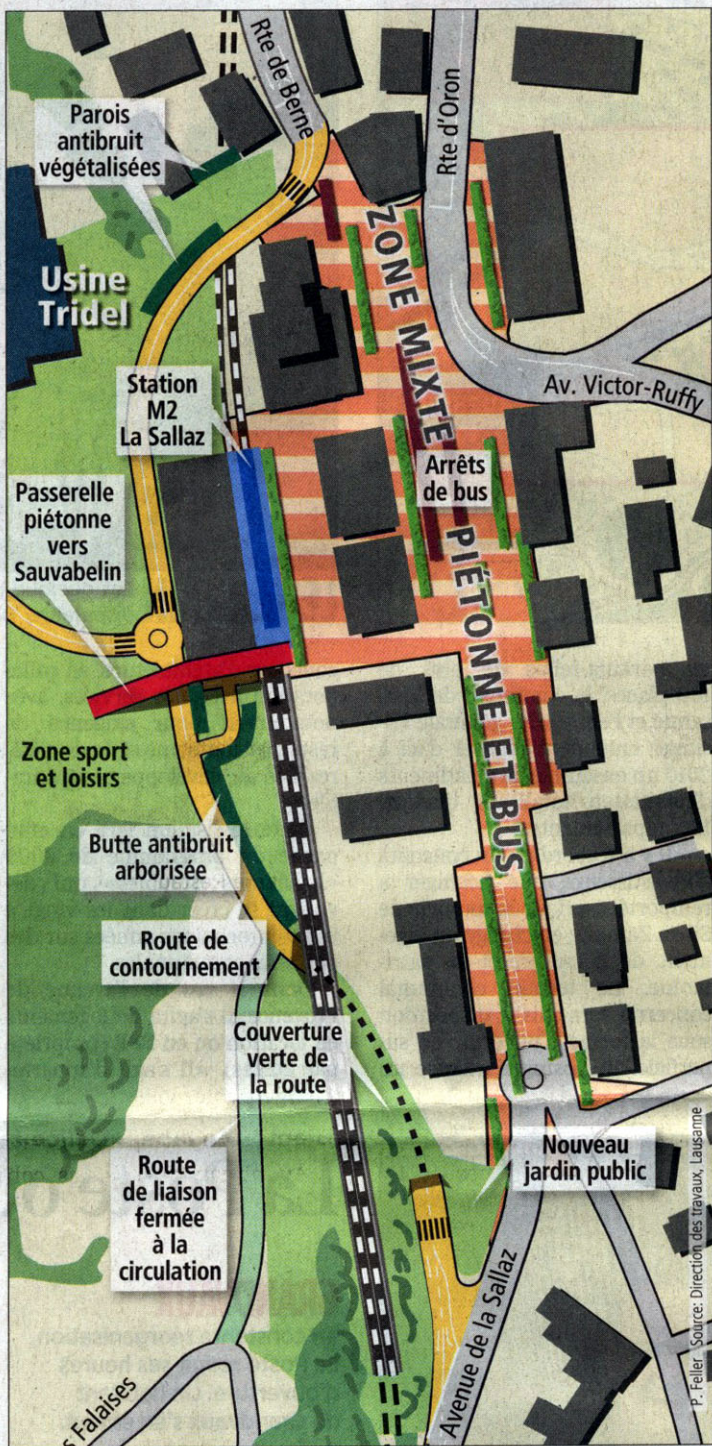 Rte de Berne
Rte d'Oron
Parois
antibruit
végétalisées
Usine
Tridel
ZONE MIXTE PIÉTONNE ET BUS
Av. Victor-Ruffy
Station
M2
La Sallaz
Arrêts
de bus
Passerelle
piétonne
vers
Sauvabelin
Zone sport
et loisirs
Butte antibruit
arborisée
Route de
contournement
Couverture
verte de
la route
Nouveau
jardin public
Route
de liaison
fermée
à la
circulation
Avenue de la Sallaz
s Falaises
P. Feller Source: Direction des travaux, Lausanne